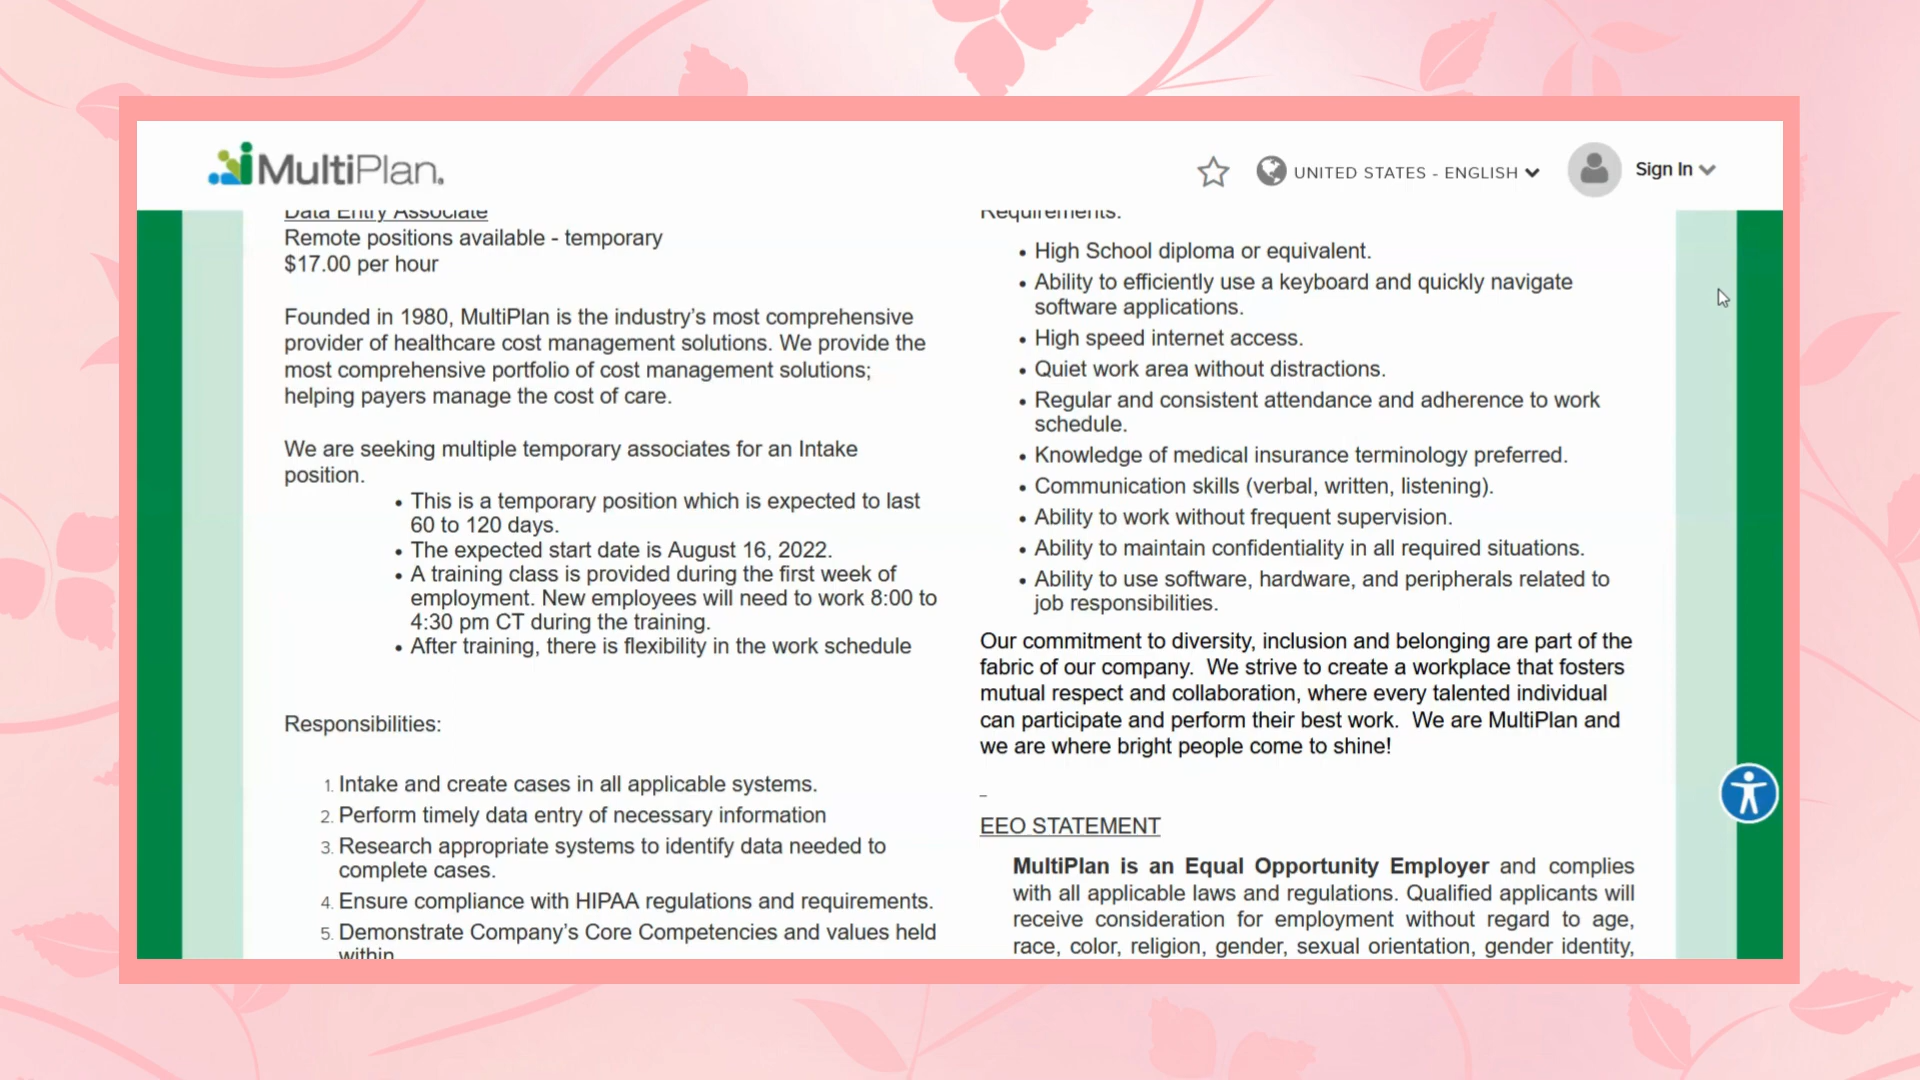 MultiPlan.
UNITED STATES - ENGLISH
Sign In
Data Entry Associate
Remote positions available - temporary
$17.00 per hour
Founded in 1980, MultiPlan is the industry’s most comprehensive
provider of healthcare cost management solutions. We provide the
most comprehensive portfolio of cost management solutions;
helping payers manage the cost of care.
We are seeking multiple temporary associates for an Intake
position.
• This is a temporary position which is expected to last
60 to 120 days.
• The expected start date is August 16, 2022.
• A training class is provided during the first week of
employment. New employees will need to work 8:00 to
4:30 pm CT during the training.
• After training, there is flexibility in the work schedule
Responsibilities:
1. Intake and create cases in all applicable systems.
2. Perform timely data entry of necessary information
3. Research appropriate systems to identify data needed to
complete cases.
4. Ensure compliance with HIPAA regulations and requirements.
5. Demonstrate Company’s Core Competencies and values held
within
Requirements:
• High School diploma or equivalent.
• Ability to efficiently use a keyboard and quickly navigate
software applications.
• High speed internet access.
• Quiet work area without distractions.
• Regular and consistent attendance and adherence to work
schedule.
• Knowledge of medical insurance terminology preferred.
• Communication skills (verbal, written, listening).
• Ability to work without frequent supervision.
• Ability to maintain confidentiality in all required situations.
• Ability to use software, hardware, and peripherals related to
job responsibilities.
Our commitment to diversity, inclusion and belonging are part of the
fabric of our company.  We strive to create a workplace that fosters
mutual respect and collaboration, where every talented individual
can participate and perform their best work.  We are MultiPlan and
we are where bright people come to shine!
EEO STATEMENT
MultiPlan is an Equal Opportunity Employer and complies
with all applicable laws and regulations. Qualified applicants will
receive consideration for employment without regard to age,
race, color, religion, gender, sexual orientation, gender identity,